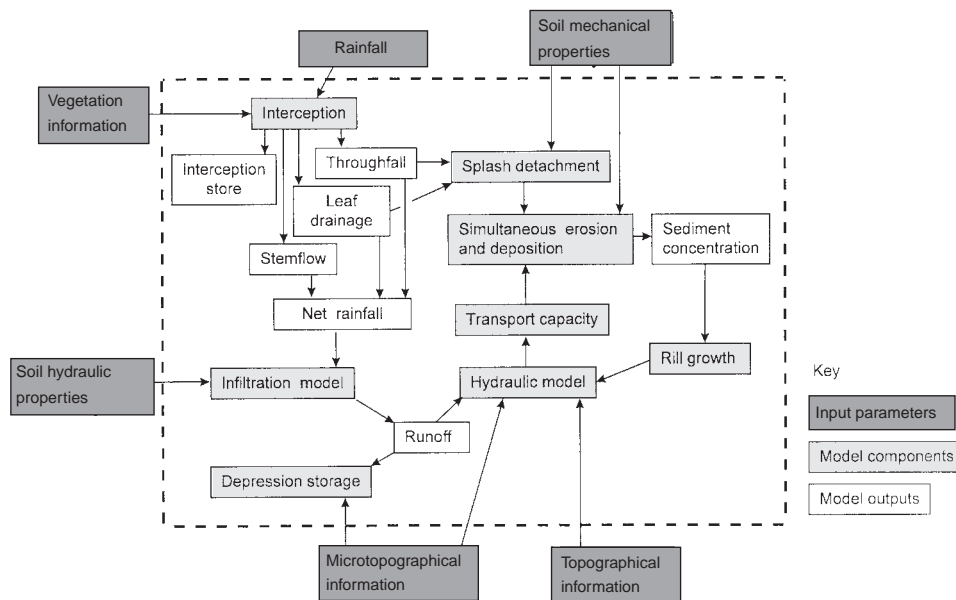 Rainfall
Soil mechanical
properties
Vegetation
information
Interception
Interception
store
Throughfall
Splash detachment
Leaf
drainage
Simultaneous erosion
and deposition
Sediment
concentration
Stemflow
Net rainfall
Transport capacity
Soil hydraulic
properties
Infiltration model
Hydraulic model
Rill growth
Runoff
Depression storage
Microtopographical
information
Topographical
information
Key
Input parameters
Model components
Model outputs